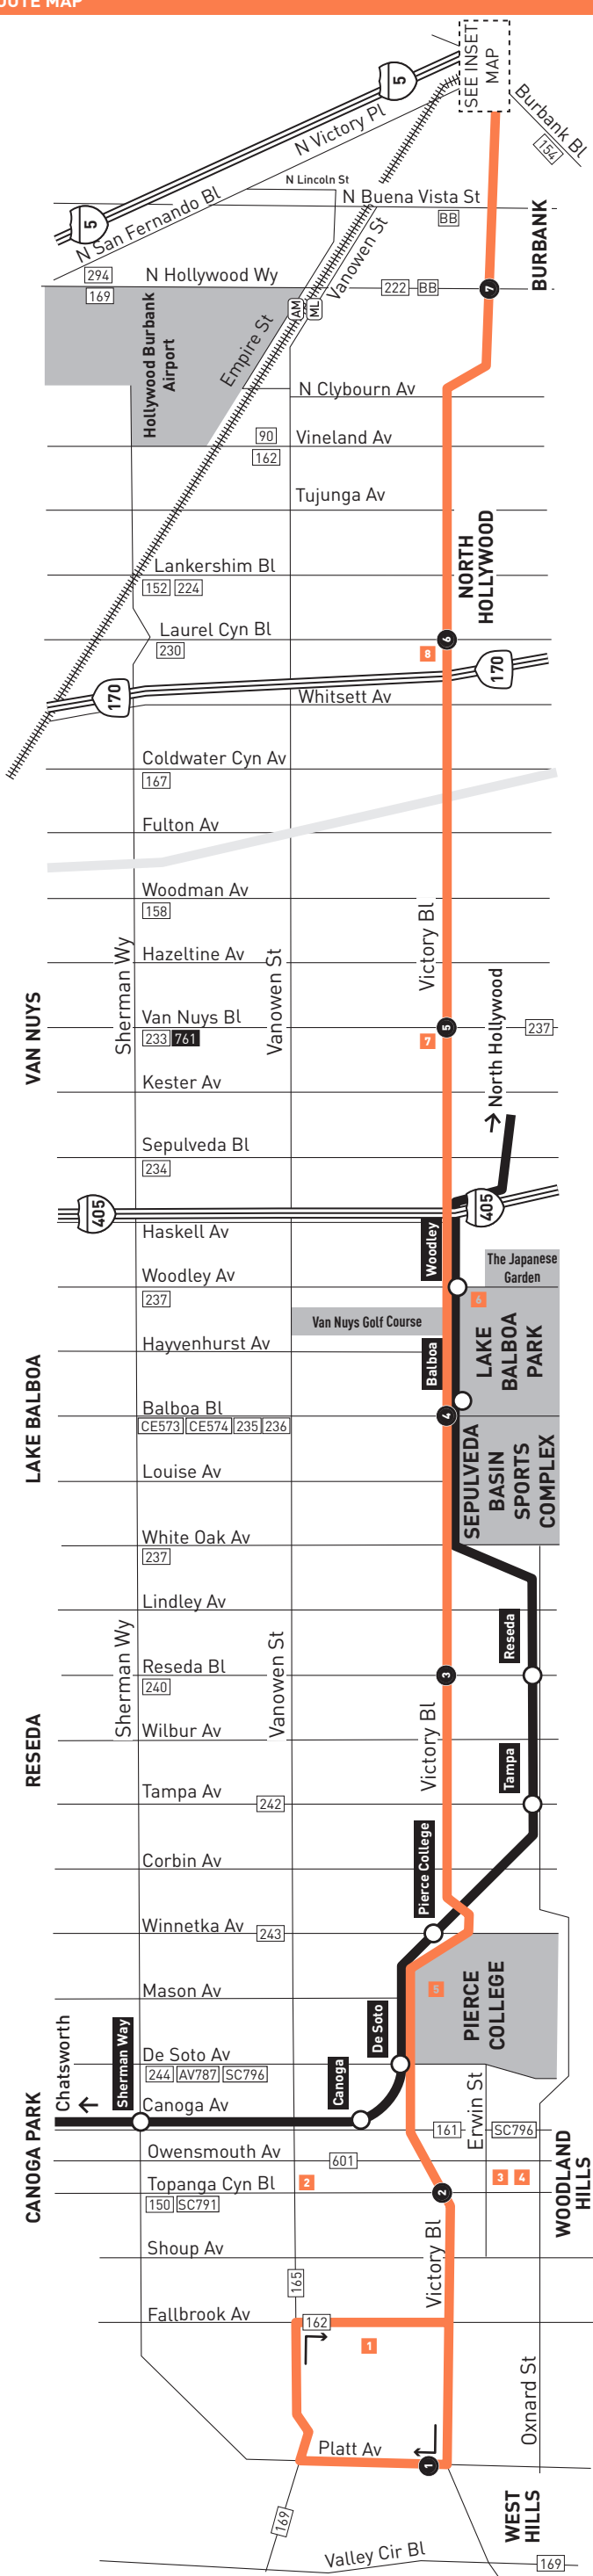 ROUTE MAP
SEE INSET
MAP
5
N Victory Pl
Burbank Bl
154
N Lincoln St
N San Fernando Bl
5
N Buena Vista St
BB
Vanowen St
BURBANK
294
N Hollywood Wy
169
222
BB
7
AM
ML
Hollywood Burbank
Airport
Empire St
N Clybourn Av
90
Vineland Av
162
Tujunga Av
NORTH
HOLLYWOOD
Lankershim Bl
152
224
Laurel Cyn Bl
230
6
8
170
170
Whitsett Av
Coldwater Cyn Av
167
Fulton Av
Woodman Av
158
Victory Bl
Hazeltine Av
Sherman Wy
Vanowen St
VAN NUYS
Van Nuys Bl
233
761
5
7
237
North Hollywood
Kester Av
Sepulveda Bl
234
405
405
Haskell Av
Woodley
Woodley Av
237
The Japanese
Garden
6
Van Nuys Golf Course
Hayvenhurst Av
Balboa
LAKE
BALBOA
PARK
LAKE BALBOA
Balboa Bl
CE573
CE574
235
236
4
SEPULVEDA
BASIN
SPORTS
COMPLEX
Louise Av
White Oak Av
237
Lindley Av
Sherman Wy
Vanowen St
Reseda
Reseda Bl
240
3
RESEDA
Wilbur Av
Victory Bl
Tampa
Tampa Av
242
Pierce College
Corbin Av
Winnetka Av
243
Mason Av
5
PIERCE
COLLEGE
Chatsworth
Sherman Way
De Soto
De Soto Av
244
AV787
SC796
Canoga
Erwin St
CANOGA PARK
Canoga Av
161
SC796
Owensmouth Av
601
WOODLAND
HILLS
Topanga Cyn Bl
150
SC791
2
2
3
4
Shoup Av
Victory Bl
165
Fallbrook Av
162
1
Oxnard St
Platt Av
1
WEST
HILLS
169
Valley Cir Bl
169